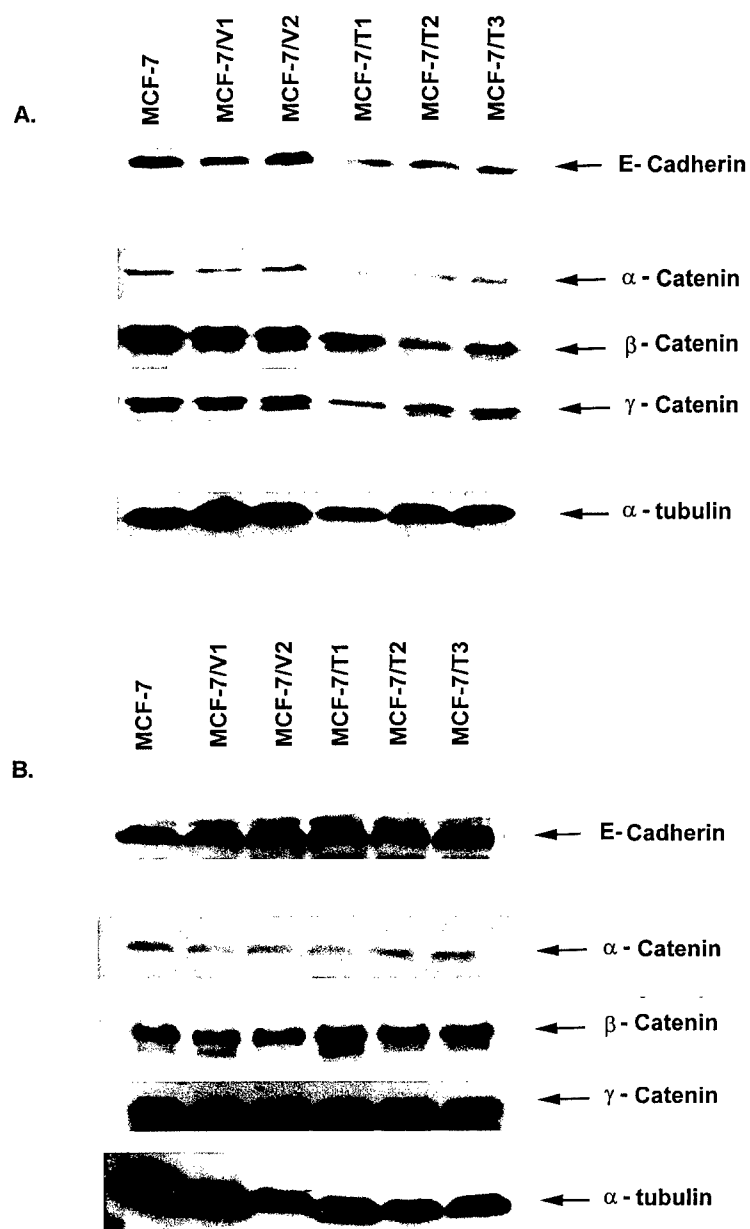 A.
MCF-7
MCF-7/V1
MCF-7/V2
MCF-7/T1
MCF-7/T2
MCF-7/T3
E-Cadherin
α-Catenin
β-Catenin
γ-Catenin
α-tubulin
B.
MCF-7
MCF-7/V1
MCF-7/V2
MCF-7/T1
MCF-7/T2
MCF-7/T3
E-Cadherin
α-Catenin
β-Catenin
γ-Catenin
α-tubulin